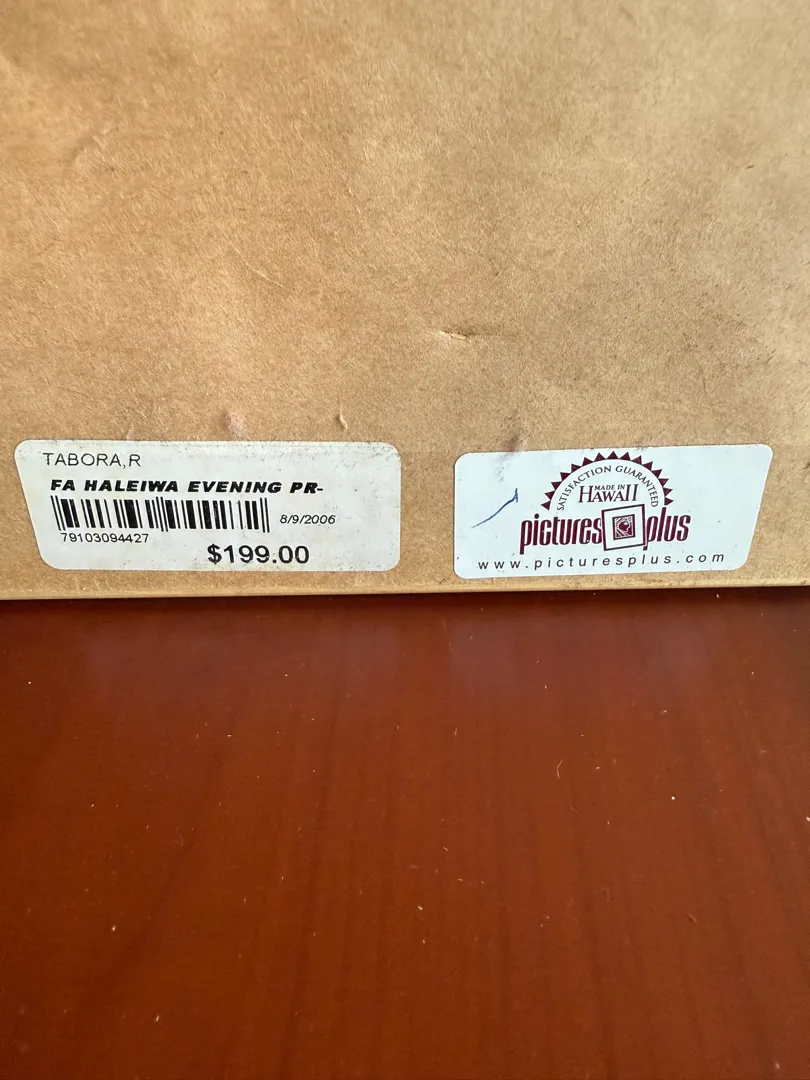 TABORA,R
FA HALEIWA EVENING PR-
8/9/2006
79103094427
$199.00
SATISFACTION GUARANTEED
MADE IN
HAWAII
pictures plus
www.picturesplus.com